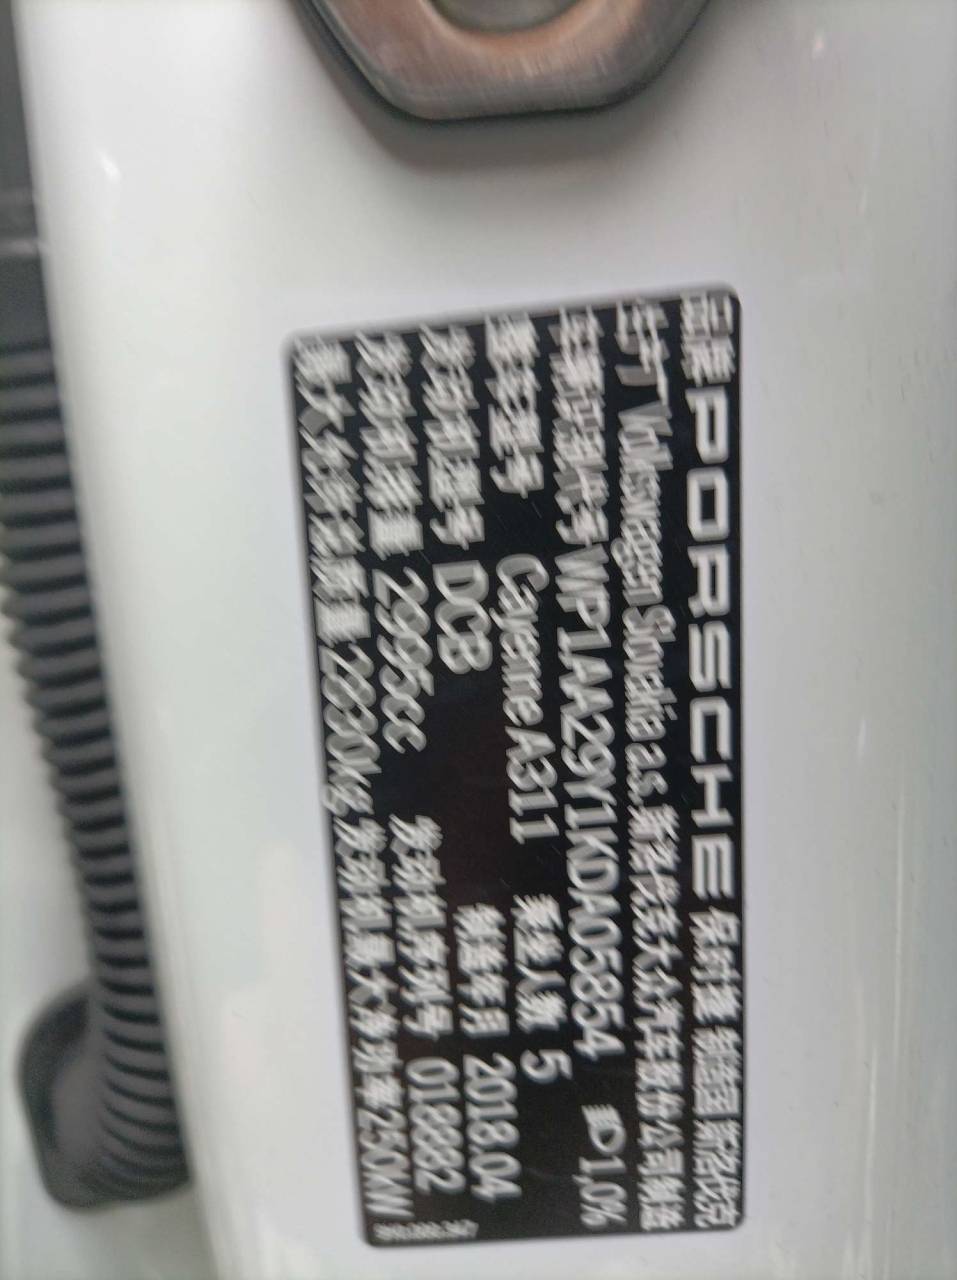 品牌 PORSCHE 保时捷 制造国 斯洛伐克
生产厂 Volkswagen Slovakia a.s. 斯洛伐克大众汽车股份公司制造
车辆识别代号 WP1AAA29Y1KDA05854 D 1,0%
整车型号 Cayenne A311 乘坐人数 5
发动机型号 DCB 制造年月 2018.04
发动机排量 2995cc 发动机序列号 018882
最大允许总质量 2830kg 发动机最大净功率 250kW